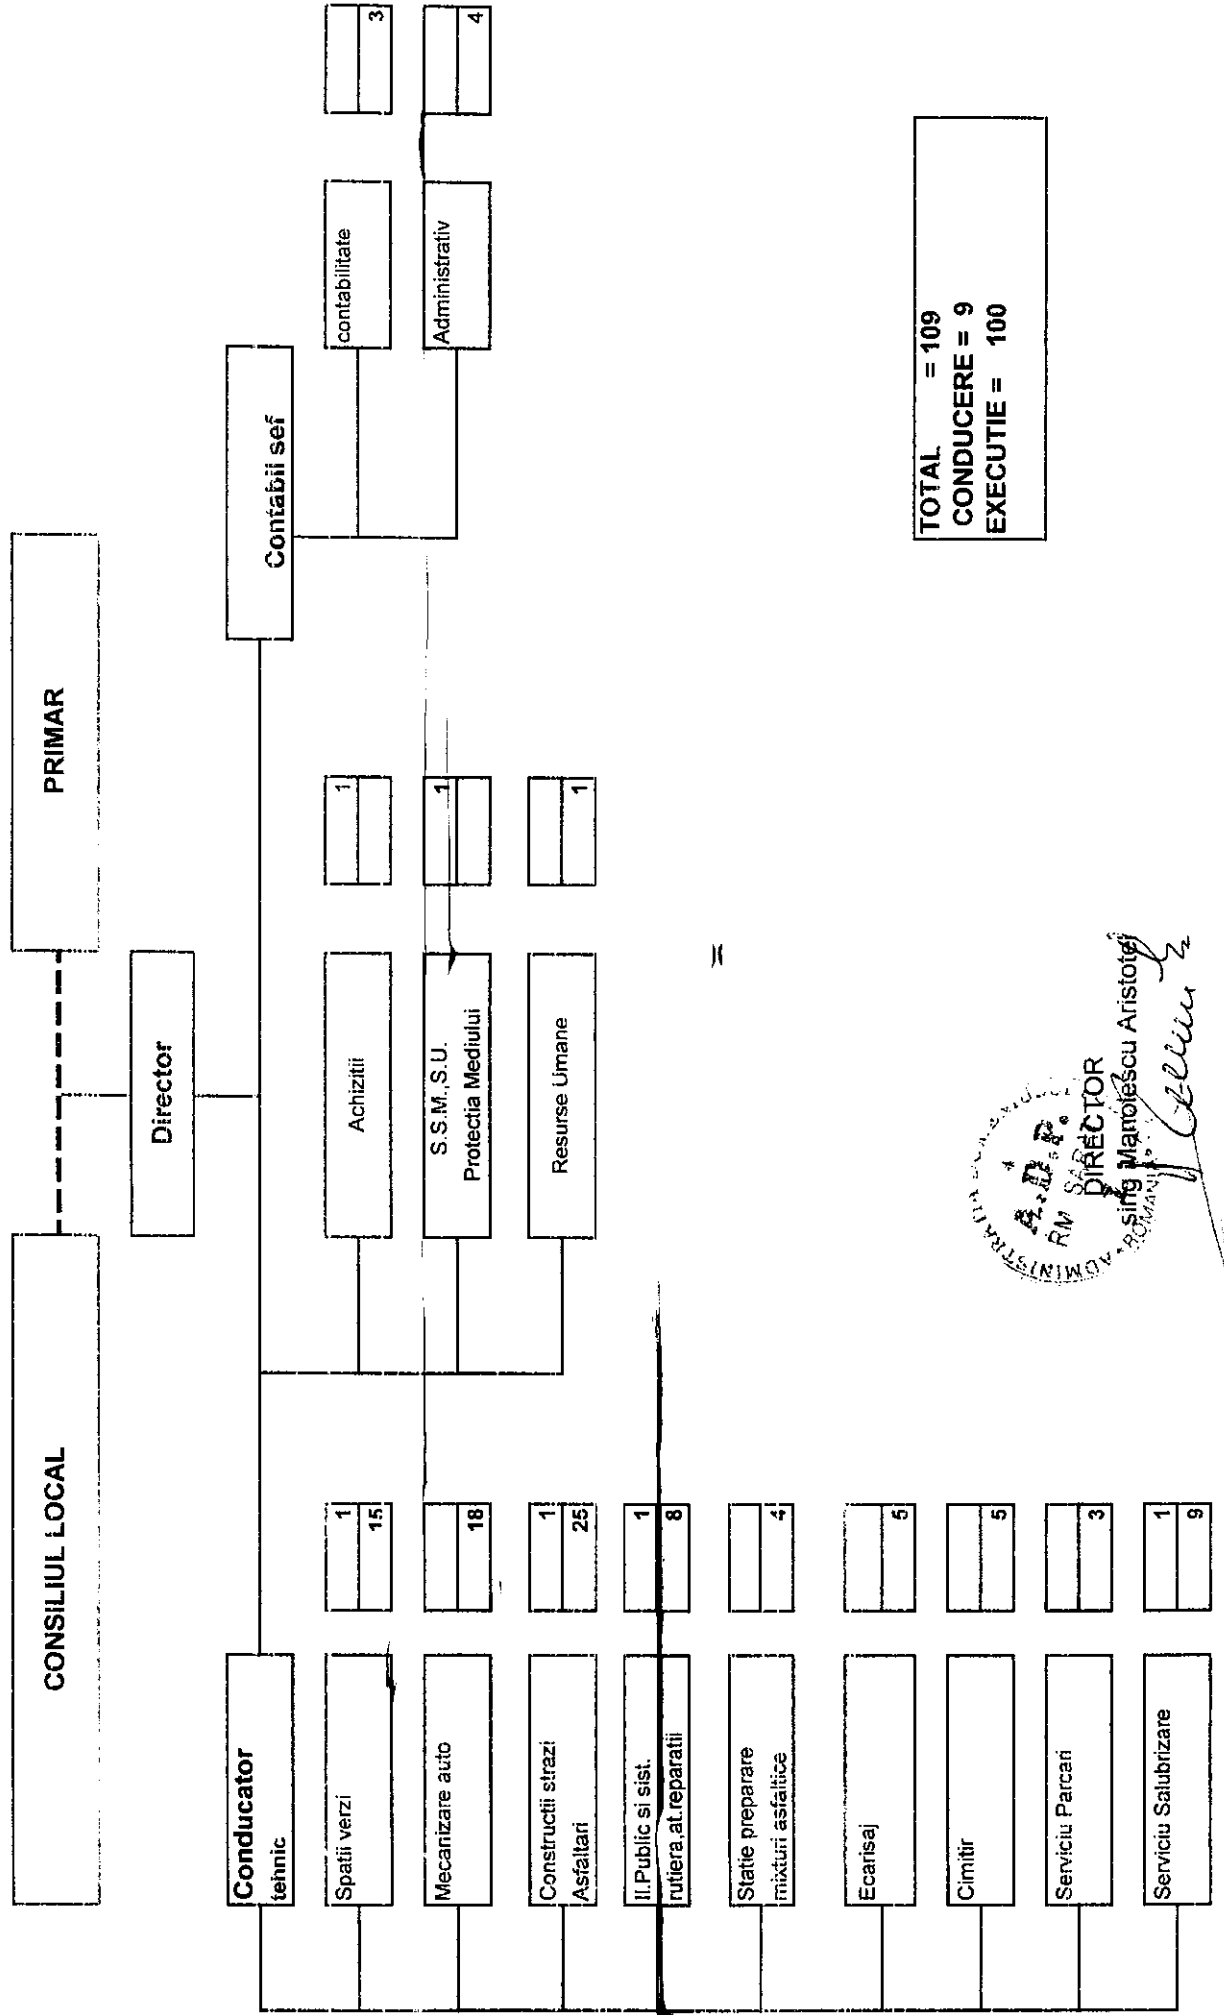 CONSILIUL LOCAL
PRIMAR
Director
Conducator
tehnic
Contabil sef
Spatii verzi
1
15
Mecanizare auto
18
Constructii strazi
Asfaltari
1
25
Il.Public si sist.
rutiera,at.reparatii
1
8
Statie preparare
mixturi asfaltice
4
Ecarisaj
5
Cimitir
5
Serviciu Parcari
3
Serviciu Salubrizare
1
9
Achizitii
1
S.S.M.,S.U.
Protectia Mediului
1
Resurse Umane
1
contabilitate
3
Administrativ
4
=
TOTAL = 109
CONDUCERE = 9
EXECUTIE = 100
A.D.P.
RM
ROMANIA
DIRECTOR
sing Manolescu Aristotel